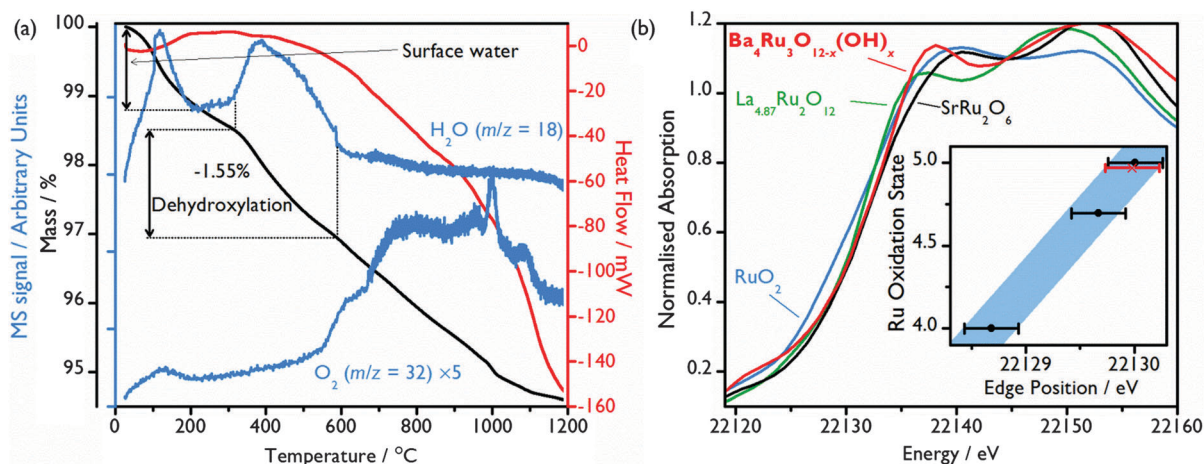 (a)
100
99
98
97
96
95
Mass / %
MS signal / Arbitrary Units
Surface water
H2O (m/z = 18)
-1.55%
Dehydroxylation
O2 (m/z = 32) ×5
0
-20
-40
-60
-80
-100
-120
-140
-160
Heat Flow / mW
0 200 400 600 800 1000 1200
Temperature / °C
(b)
1.2
1.0
0.8
0.6
0.4
0.2
Normalised Absorption
Ba4Ru3O12-x(OH)x
La4.87Ru2O12
SrRu2O6
RuO2
5.0
4.5
4.0
Ru Oxidation State
22129 22130
Edge Position / eV
22120 22130 22140 22150 22160
Energy / eV